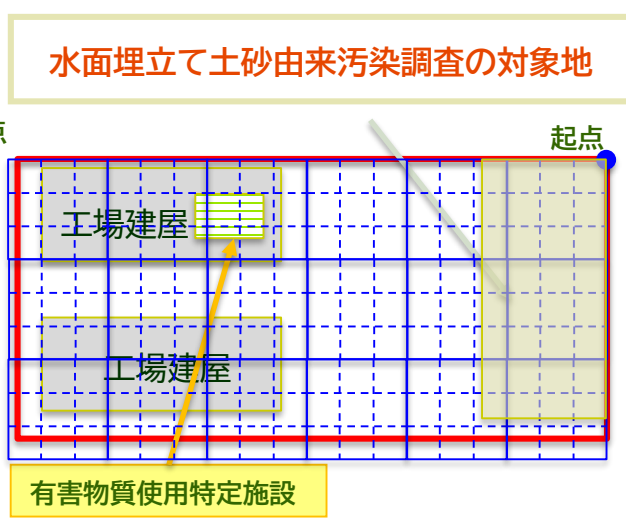 水面埋立て土砂由来汚染調査の対象地
点
起点
工場建屋
工場建屋
有害物質使用特定施設